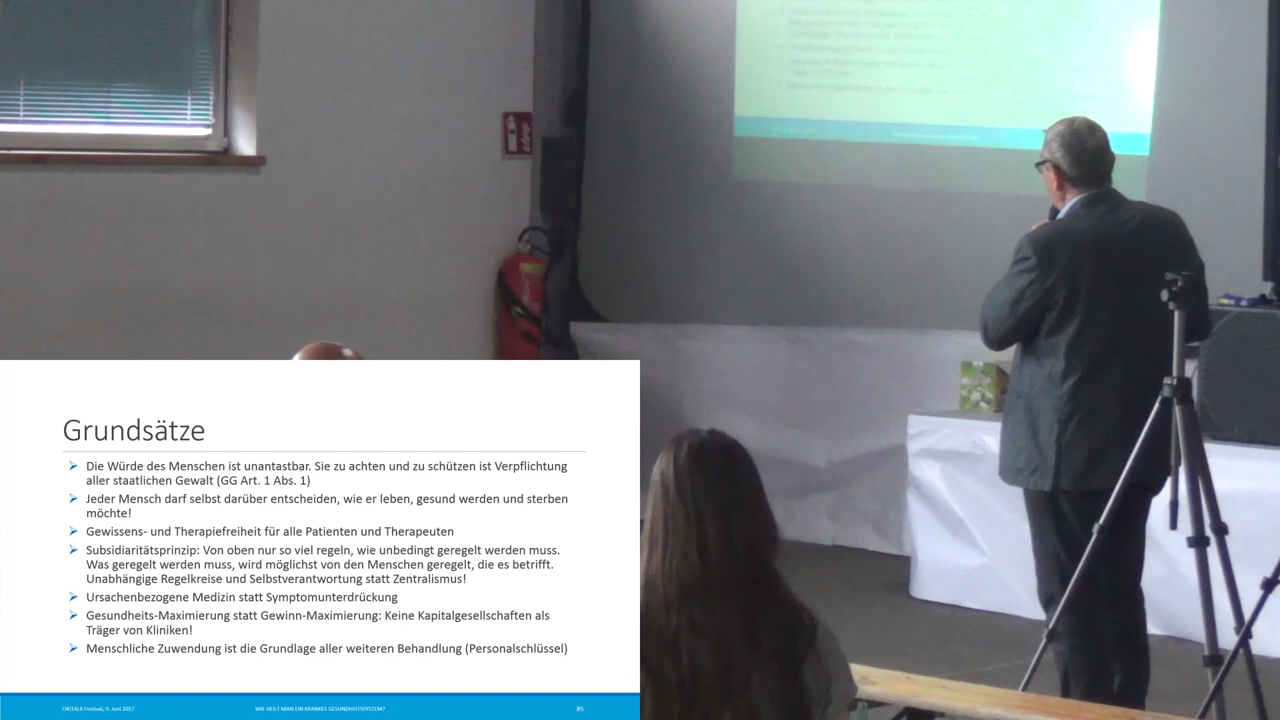 Grundsätze
Die Würde des Menschen ist unantastbar. Sie zu achten und zu schützen ist Verpflichtung
aller staatlichen Gewalt (GG Art. 1 Abs. 1)
Jeder Mensch darf selbst darüber entscheiden, wie er leben, gesund werden und sterben
möchte!
Gewissens- und Therapiefreiheit für alle Patienten und Therapeuten
Subsidiaritätsprinzip: Von oben nur so viel regeln, wie unbedingt geregelt werden muss.
Was geregelt werden muss, wird möglichst von den Menschen geregelt, die es betrifft.
Unabhängige Regelkreise und Selbstverantwortung statt Zentralismus!
Ursachenbezogene Medizin statt Symptomunterdrückung
Gesundheits-Maximierung statt Gewinn-Maximierung: Keine Kapitalgesellschaften als
Träger von Kliniken!
Menschliche Zuwendung ist die Grundlage aller weiteren Behandlung (Personalschlüssel)
Festival, 9. Juni 2017
WIE HEILT MAN EIN KRANKES GESUNDHEITSSYSTEM?